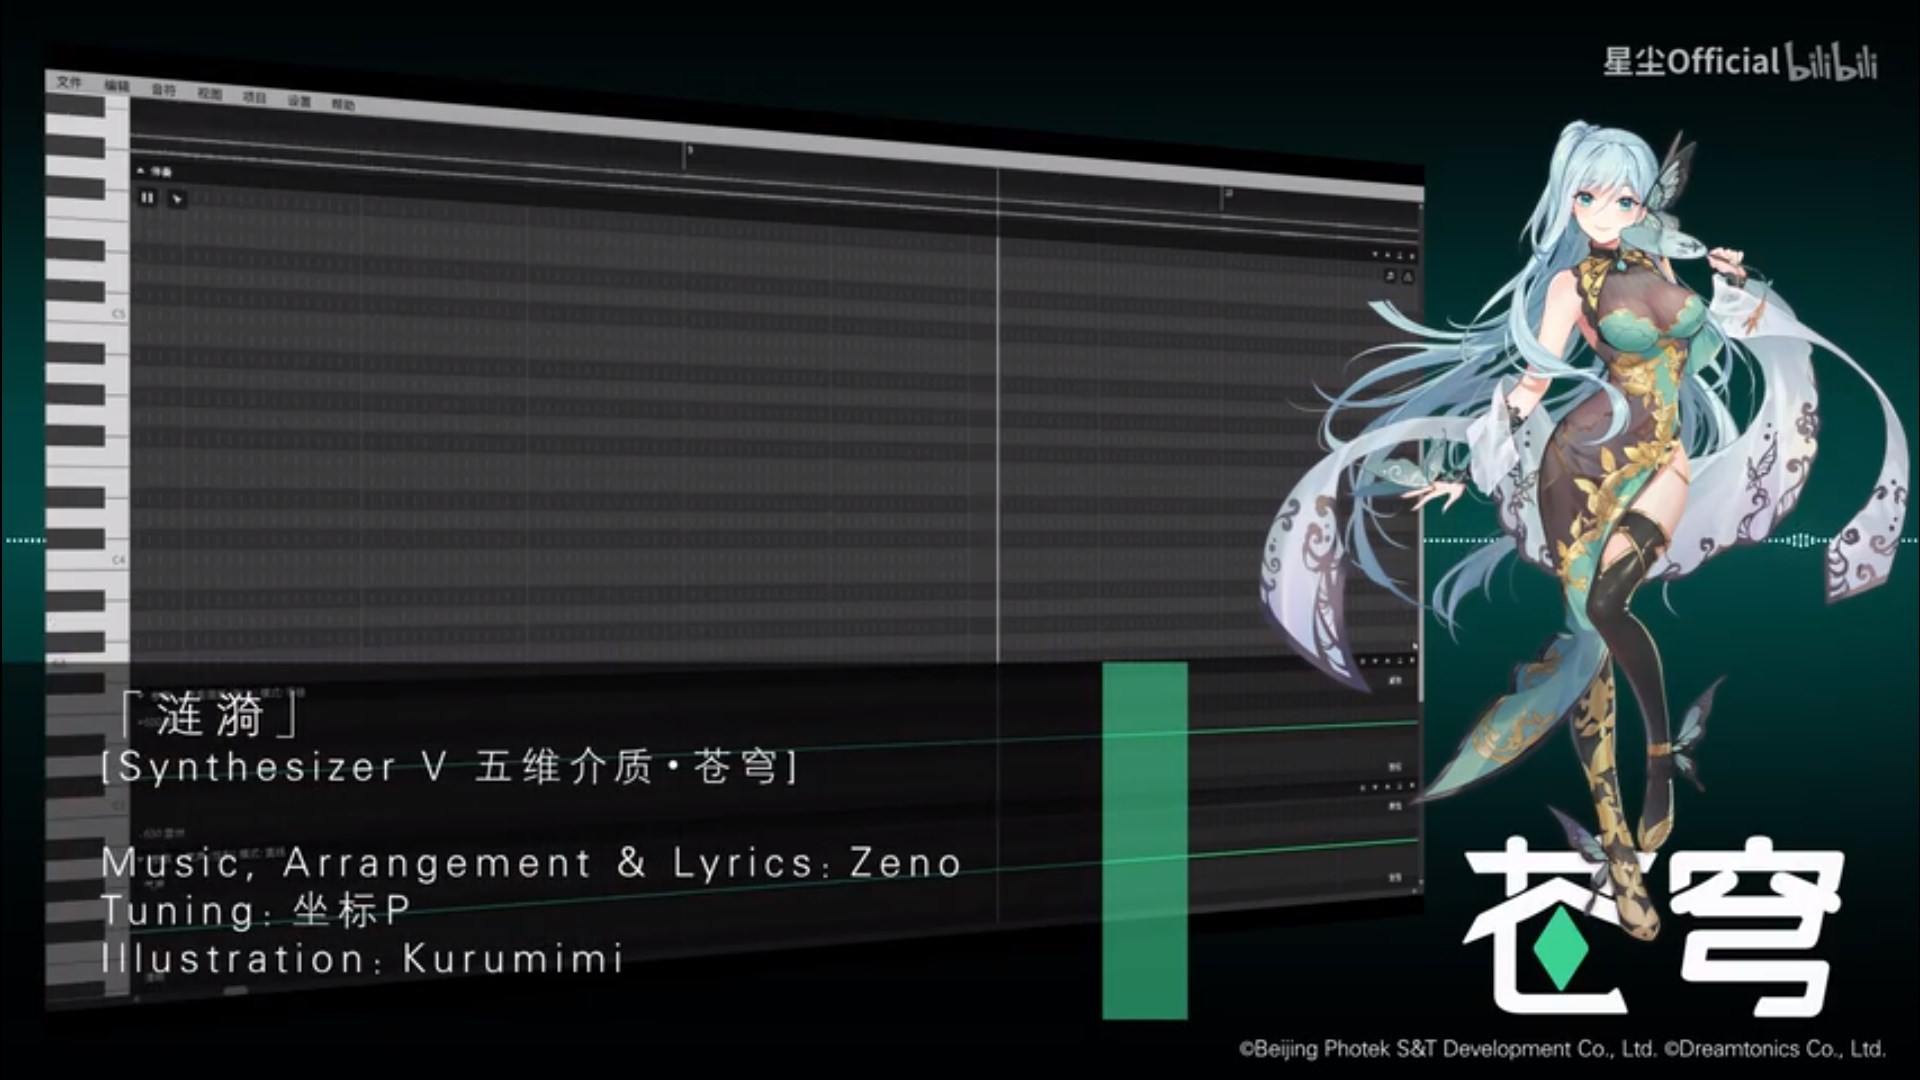 星尘Official bilibili
文件 编辑 音符 视图 项目 设置 帮助
伴奏
C5
C4
「涟漪」
[Synthesizer V 五维介质·苍穹]
Music, Arrangement & Lyrics: Zeno
Tuning: 坐标P
Illustration: Kurumimi
苍穹
©Beijing Photek S&T Development Co., Ltd. ©Dreamtonics Co., Ltd.